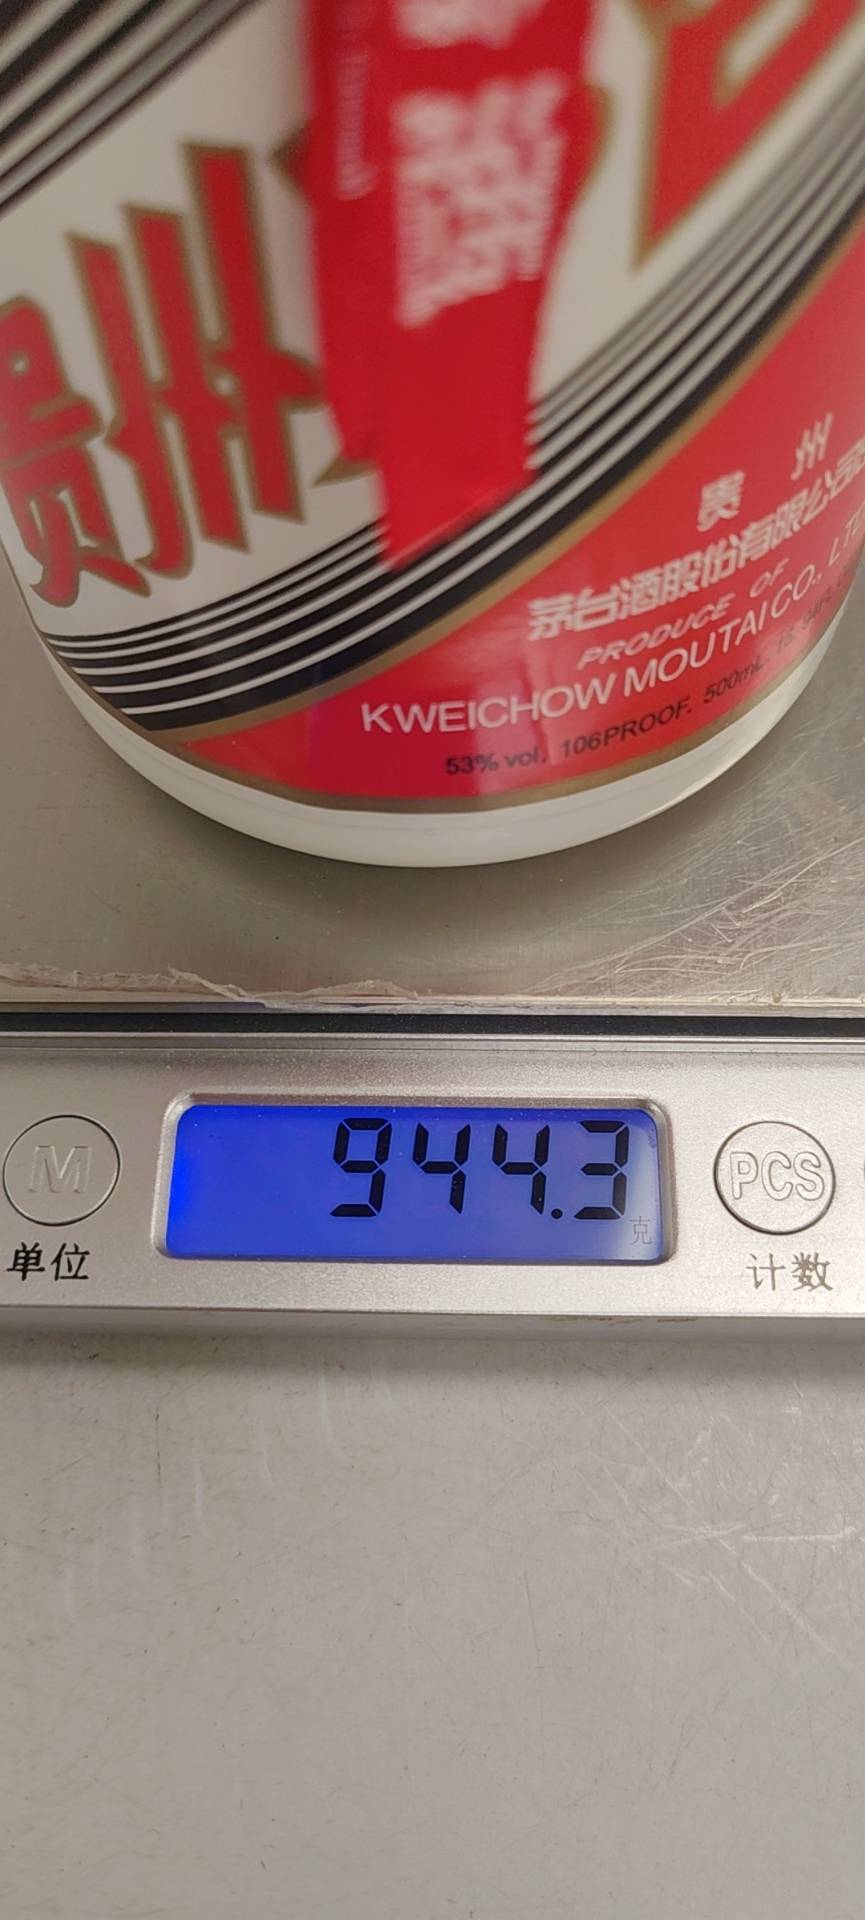 贵州
贵州
茅台酒股份有限公司
PRODUCE OF
KWEICHOW MOUTAI CO., LTD
53% vol. 106PROOF. 500mL
944.3
克
M
PCS
单位
计数